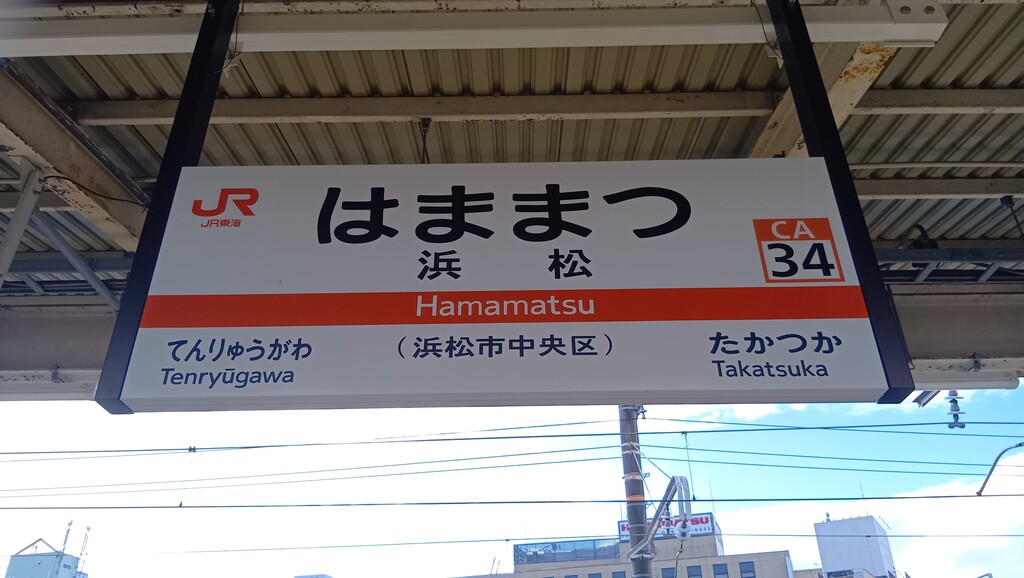 JR
JR東海
はままつ
浜 松
CA
34
Hamamatsu
てんりゅうがわ
Tenryūgawa
（浜松市中央区）
たかつか
Takatsuka